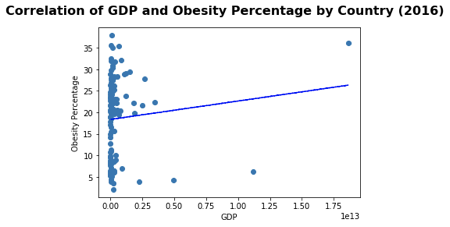 Correlation of GDP and Obesity Percentage by Country (2016)
35
30
25
20
15
10
5
Obesity Percentage
0.00 0.25 0.50 0.75 1.00 1.25 1.50 1.75
1e13
GDP